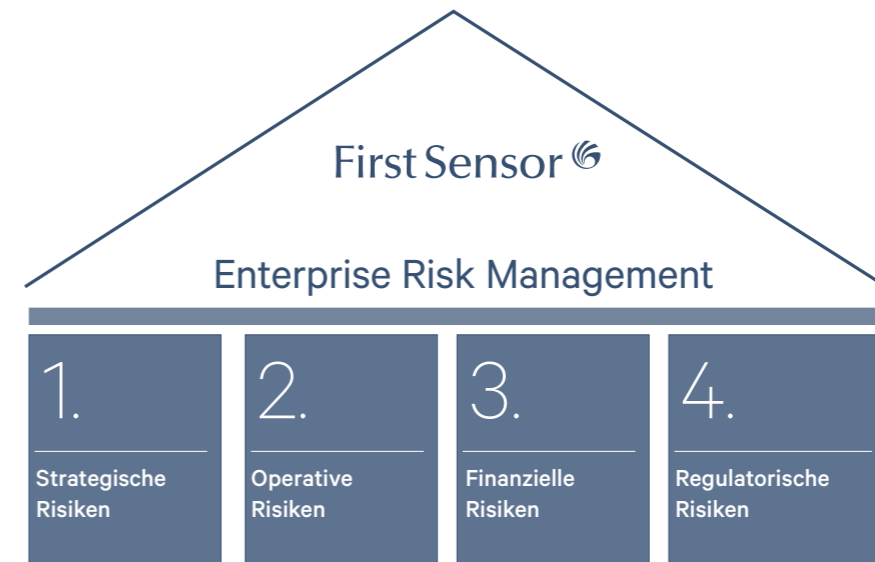 First Sensor
Enterprise Risk Management
1.
Strategische
Risiken
2.
Operative
Risiken
3.
Finanzielle
Risiken
4.
Regulatorische
Risiken